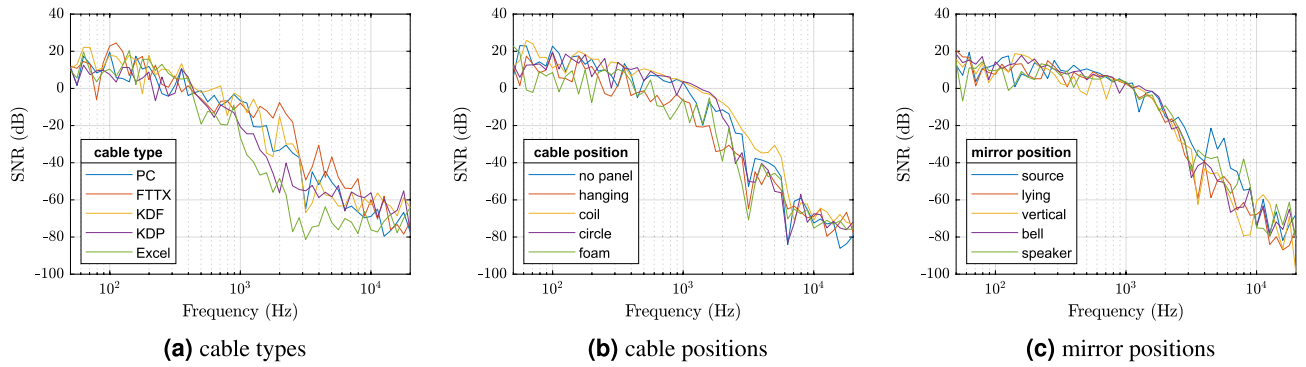 40
20
0
-20
-40
-60
-80
-100
SNR (dB)
cable type
PC
FTTX
KDF
KDP
Excel
10^2
10^3
10^4
Frequency (Hz)
(a) cable types
40
20
0
-20
-40
-60
-80
-100
SNR (dB)
cable position
no panel
hanging
coil
circle
foam
10^2
10^3
10^4
Frequency (Hz)
(b) cable positions
40
20
0
-20
-40
-60
-80
-100
SNR (dB)
mirror position
source
lying
vertical
bell
speaker
10^2
10^3
10^4
Frequency (Hz)
(c) mirror positions